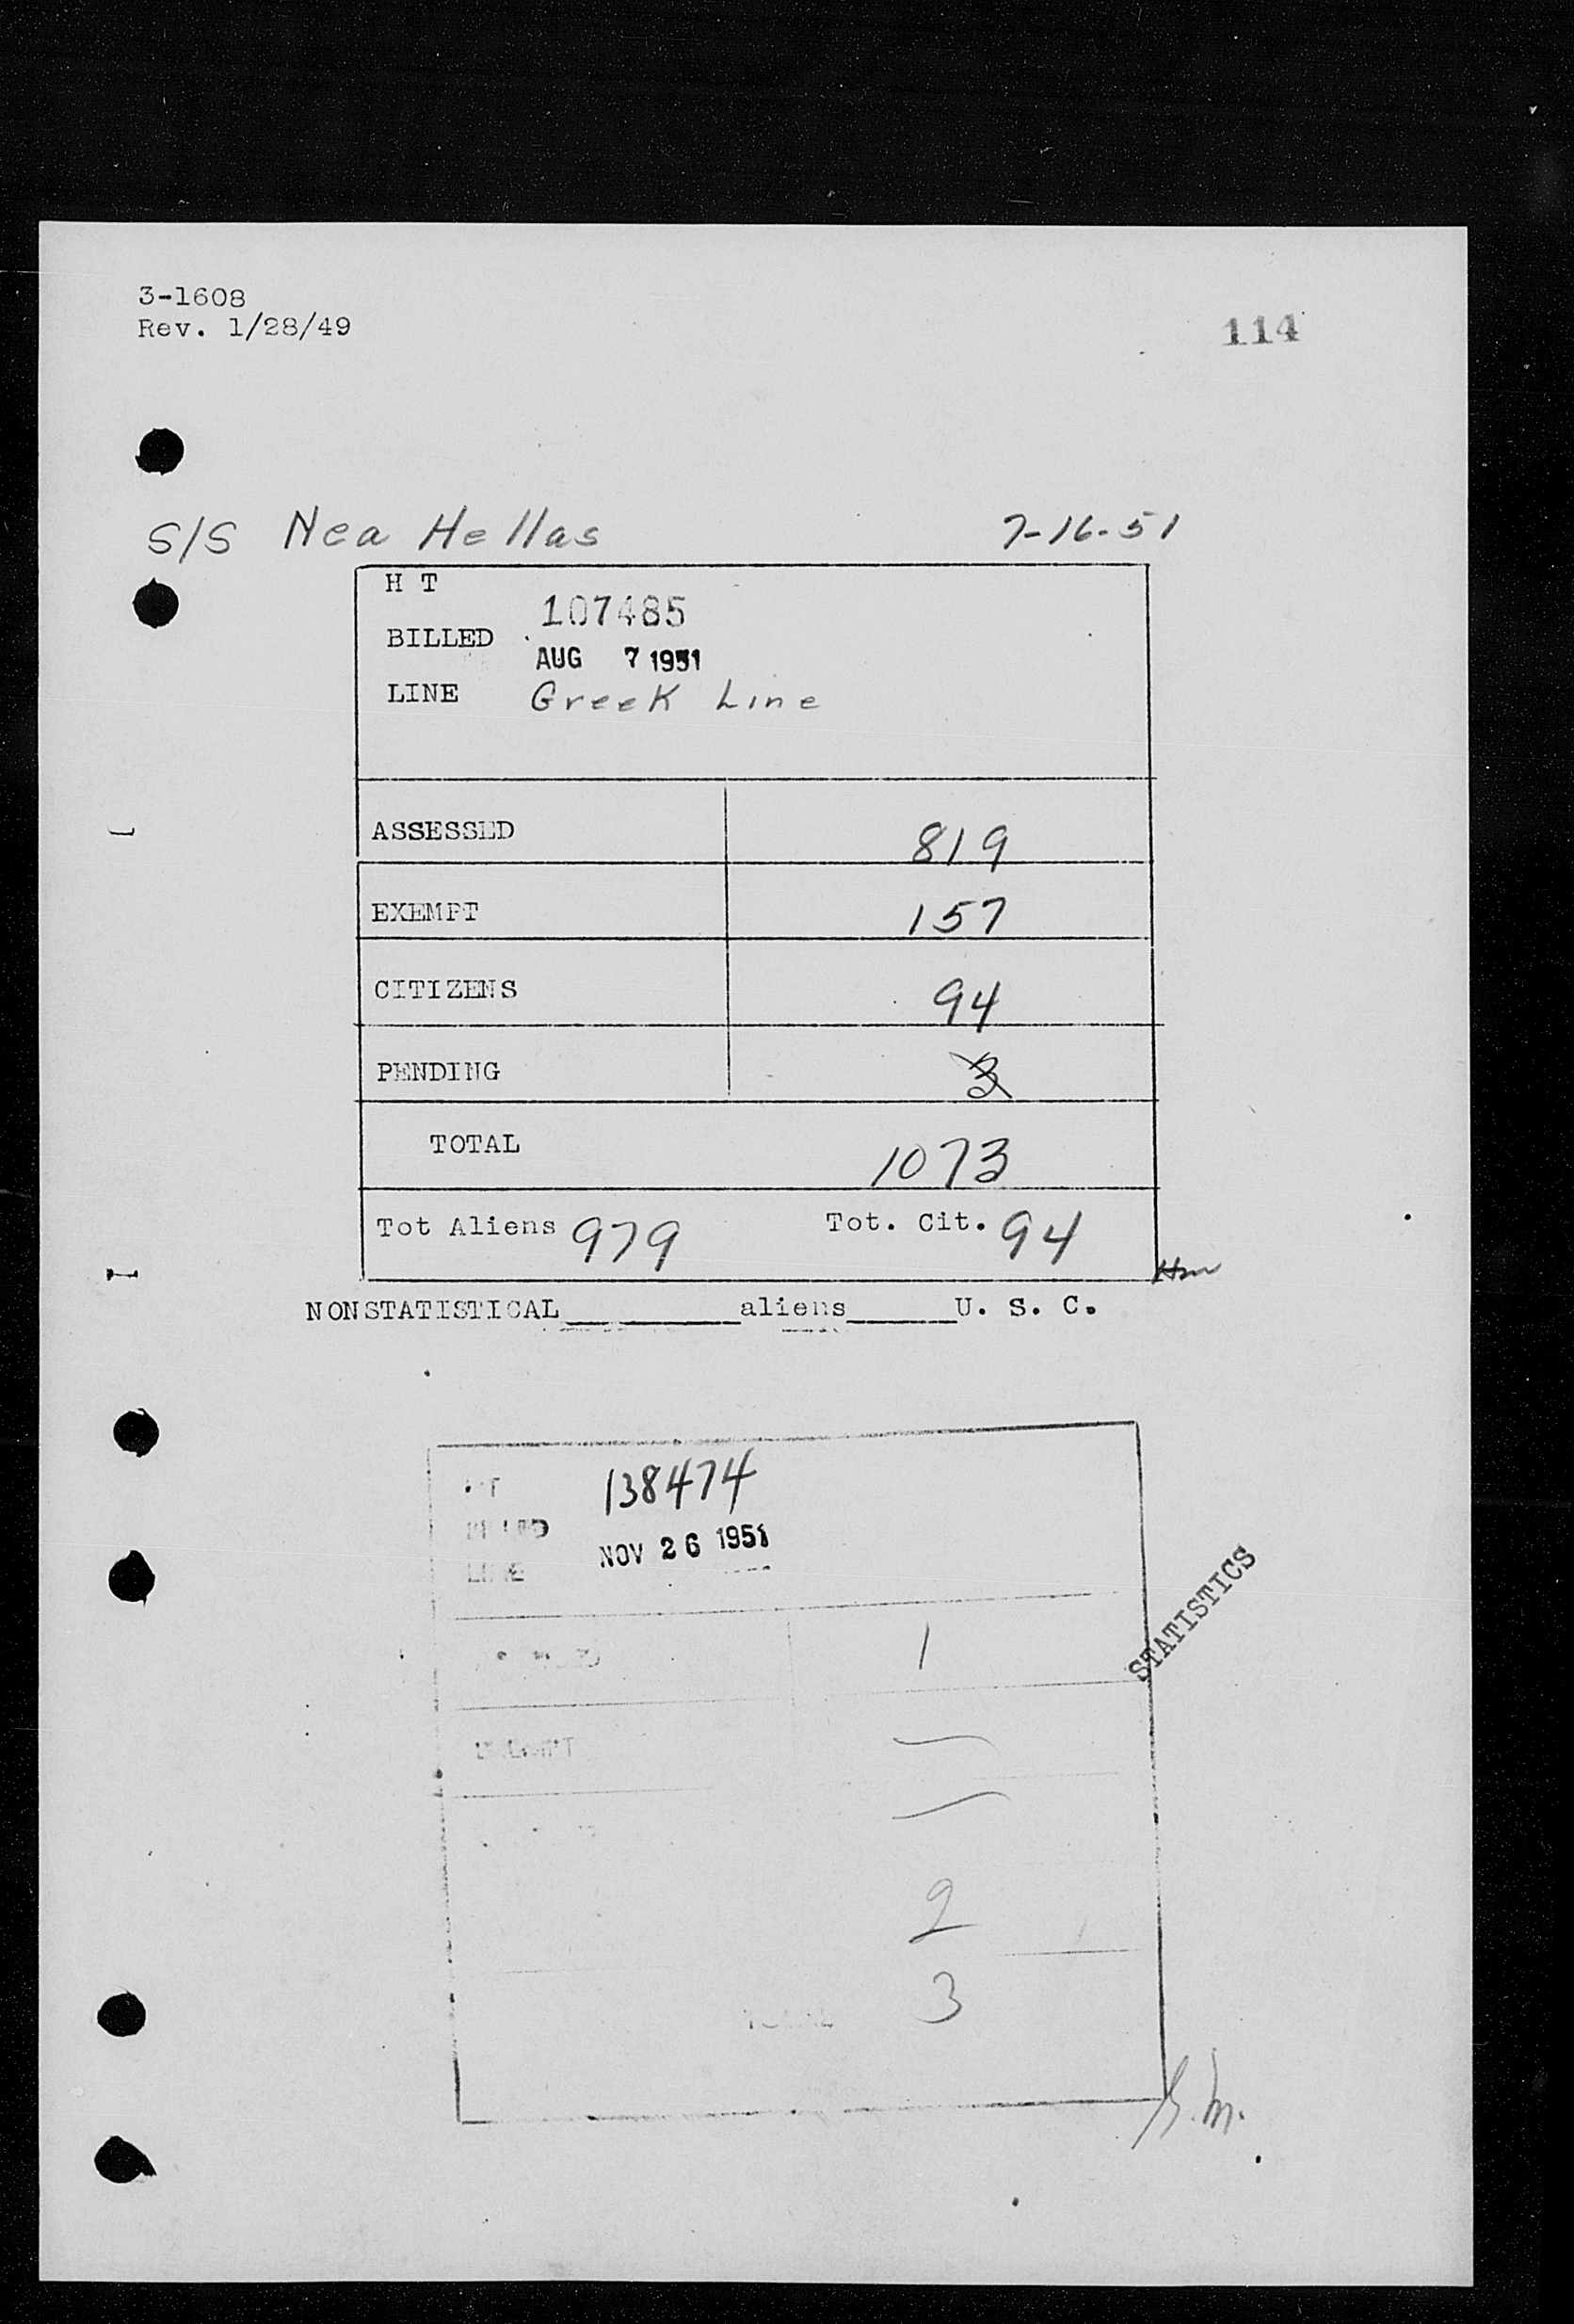 3-1608
Rev. 1/28/49
114
S/S Nea Hellas 7-16-51
H T
107485
BILLED
AUG 7 1951
LINE Greek Line
ASSESSED 819
EXEMPT 157
CITIZENS 94
PENDING 3
TOTAL 1073
Tot Aliens 979 Tot. Cit. 94
NONSTATISTICAL aliens U. S. C.
138474
NOV 26 1951
STATISTICS
1
2
3